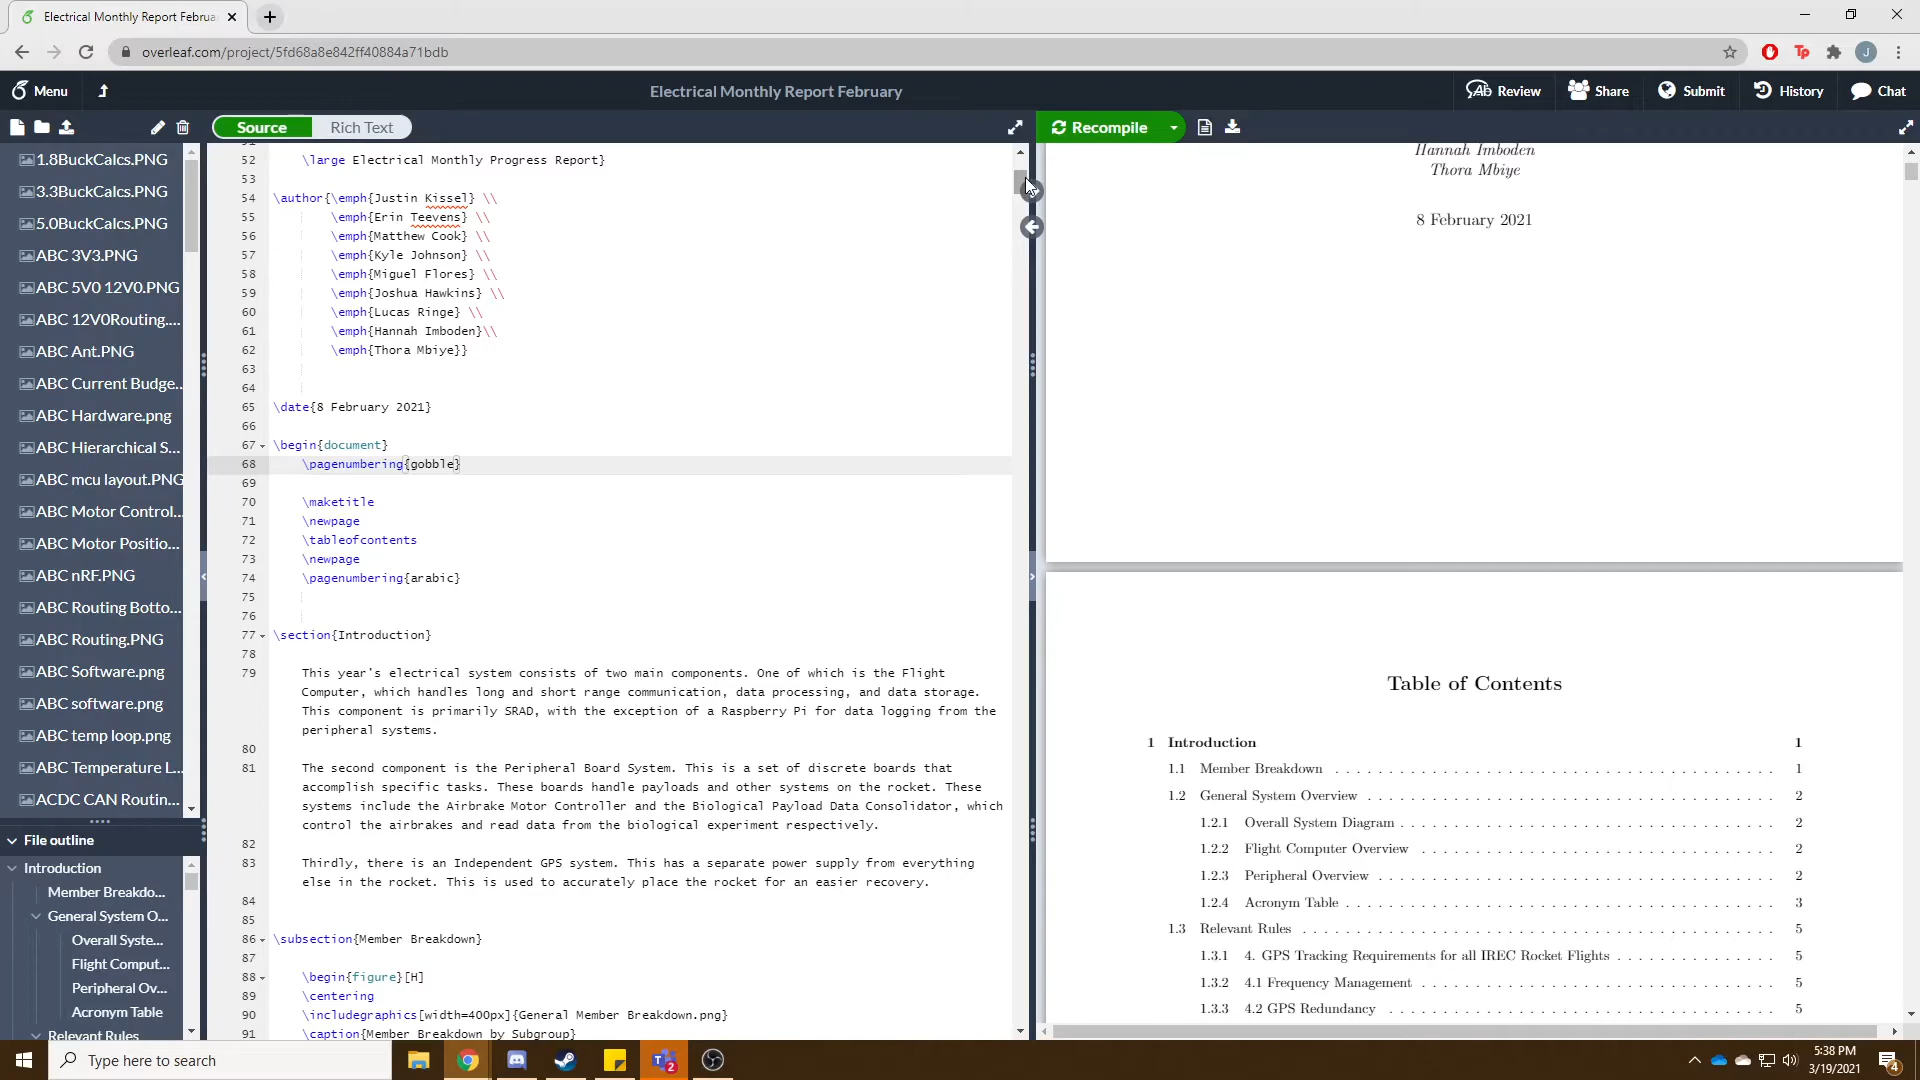 Electrical Monthly Report Februa
overleaf.com/project/5fd68a8e842ff40884a71bdb
J
Menu
Electrical Monthly Report February
Review
Share
Submit
History
Chat
Source
Rich Text
Recompile
1.8BuckCalcs.PNG
3.3BuckCalcs.PNG
5.0BuckCalcs.PNG
ABC 3V3.PNG
ABC 5V0 12V0.PNG
ABC 12V0Routing....
ABC Ant.PNG
ABC Current Budge..
ABC Hardware.png
ABC Hierarchical S...
ABC mcu layout.PNG
ABC Motor Control...
ABC Motor Positio...
ABC nRF.PNG
ABC Routing Botto...
ABC Routing.PNG
ABC Software.png
ABC software.png
ABC temp loop.png
ABC Temperature L...
ACDC CAN Routin...
File outline
Introduction
Member Breakdo...
General System O...
Overall Syste...
Flight Comput...
Peripheral Ov...
Acronym Table
Relevant Rules
52 \large Electrical Monthly Progress Report}
53
54 \author{\emph{Justin Kissel} \\
55 \emph{Erin Teevens} \\
56 \emph{Matthew Cook} \\
57 \emph{Kyle Johnson} \\
58 \emph{Miguel Flores} \\
59 \emph{Joshua Hawkins} \\
60 \emph{Lucas Ringe} \\
61 \emph{Hannah Imboden}\\
62 \emph{Thora Mbiye}}
63
64
65 \date{8 February 2021}
66
67 \begin{document}
68 \pagenumbering{gobble}
69
70 \maketitle
71 \newpage
72 \tableofcontents
73 \newpage
74 \pagenumbering{arabic}
75
76
77 \section{Introduction}
78
79 This year's electrical system consists of two main components. One of which is the Flight
Computer, which handles long and short range communication, data processing, and data storage.
This component is primarily SRAD, with the exception of a Raspberry Pi for data logging from the
peripheral systems.
80
81 The second component is the Peripheral Board System. This is a set of discrete boards that
accomplish specific tasks. These boards handle payloads and other systems on the rocket. These
systems include the Airbrake Motor Controller and the Biological Payload Data Consolidator, which
control the airbrakes and read data from the biological experiment respectively.
82
83 Thirdly, there is an Independent GPS system. This has a separate power supply from everything
else in the rocket. This is used to accurately place the rocket for an easier recovery.
84
85
86 \subsection{Member Breakdown}
87
88 \begin{figure}[H]
89 \centering
90 \includegraphics[width=400px]{General Member Breakdown.png}
91 \caption{Member Breakdown by Subgroup}
Hannah Imboden
Thora Mbiye
8 February 2021
Table of Contents
1 Introduction 1
1.1 Member Breakdown . . . . . . . . . . 1
1.2 General System Overview . . . . . . . . . . 2
1.2.1 Overall System Diagram . . . . . . . . . . 2
1.2.2 Flight Computer Overview . . . . . . . . . . 2
1.2.3 Peripheral Overview . . . . . . . . . . 2
1.2.4 Acronym Table . . . . . . . . . . 3
1.3 Relevant Rules . . . . . . . . . . 5
1.3.1 4. GPS Tracking Requirements for all IREC Rocket Flights . . . . . . . . . . 5
1.3.2 4.1 Frequency Management . . . . . . . . . . 5
1.3.3 4.2 GPS Redundancy . . . . . . . . . . 5
Type here to search
2
5:38 PM
3/19/2021
4